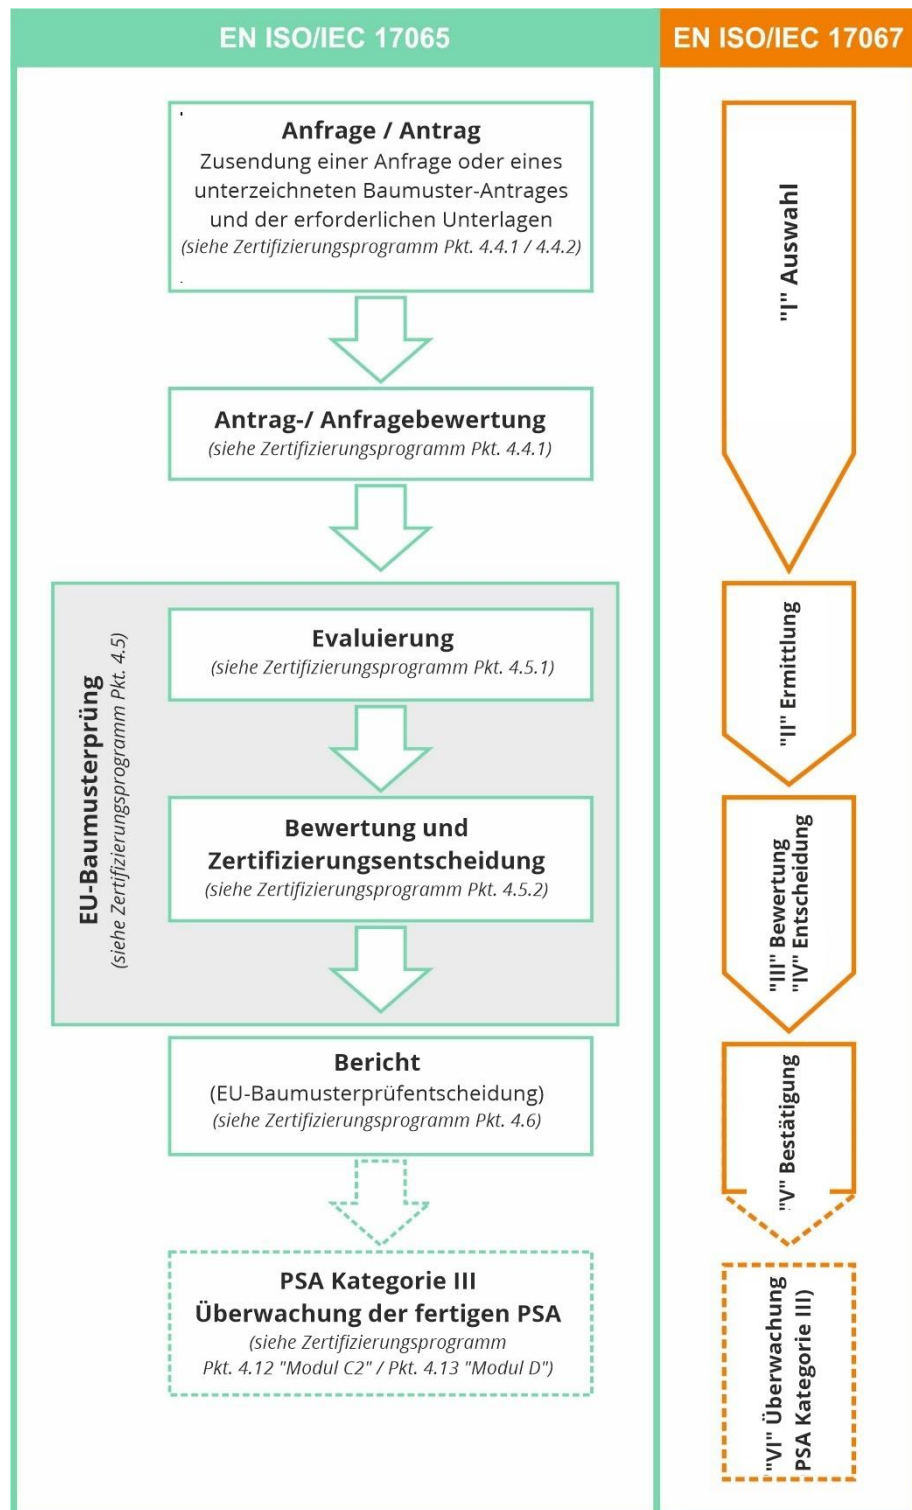 EN ISO/IEC 17065
EN ISO/IEC 17067
Anfrage / Antrag
Zusendung einer Anfrage oder eines
unterzeichneten Baumuster-Antrages
und der erforderlichen Unterlagen
(siehe Zertifizierungsprogramm Pkt. 4.4.1 / 4.4.2)
"I" Auswahl
Antrag-/ Anfragebewertung
(siehe Zertifizierungsprogramm Pkt. 4.4.1)
EU-Baumusterprüfung
(siehe Zertifizierungsprogramm Pkt. 4.5)
Evaluierung
(siehe Zertifizierungsprogramm Pkt. 4.5.1)
"II" Ermittlung
Bewertung und
Zertifizierungsentscheidung
(siehe Zertifizierungsprogramm Pkt. 4.5.2)
"III" Bewertung
"IV" Entscheidung
Bericht
(EU-Baumusterprüfentscheidung)
(siehe Zertifizierungsprogramm Pkt. 4.6)
"V" Bestätigung
PSA Kategorie III
Überwachung der fertigen PSA
(siehe Zertifizierungsprogramm
Pkt. 4.12 "Modul C2" / Pkt. 4.13 "Modul D")
"VI" Überwachung
PSA Kategorie III)